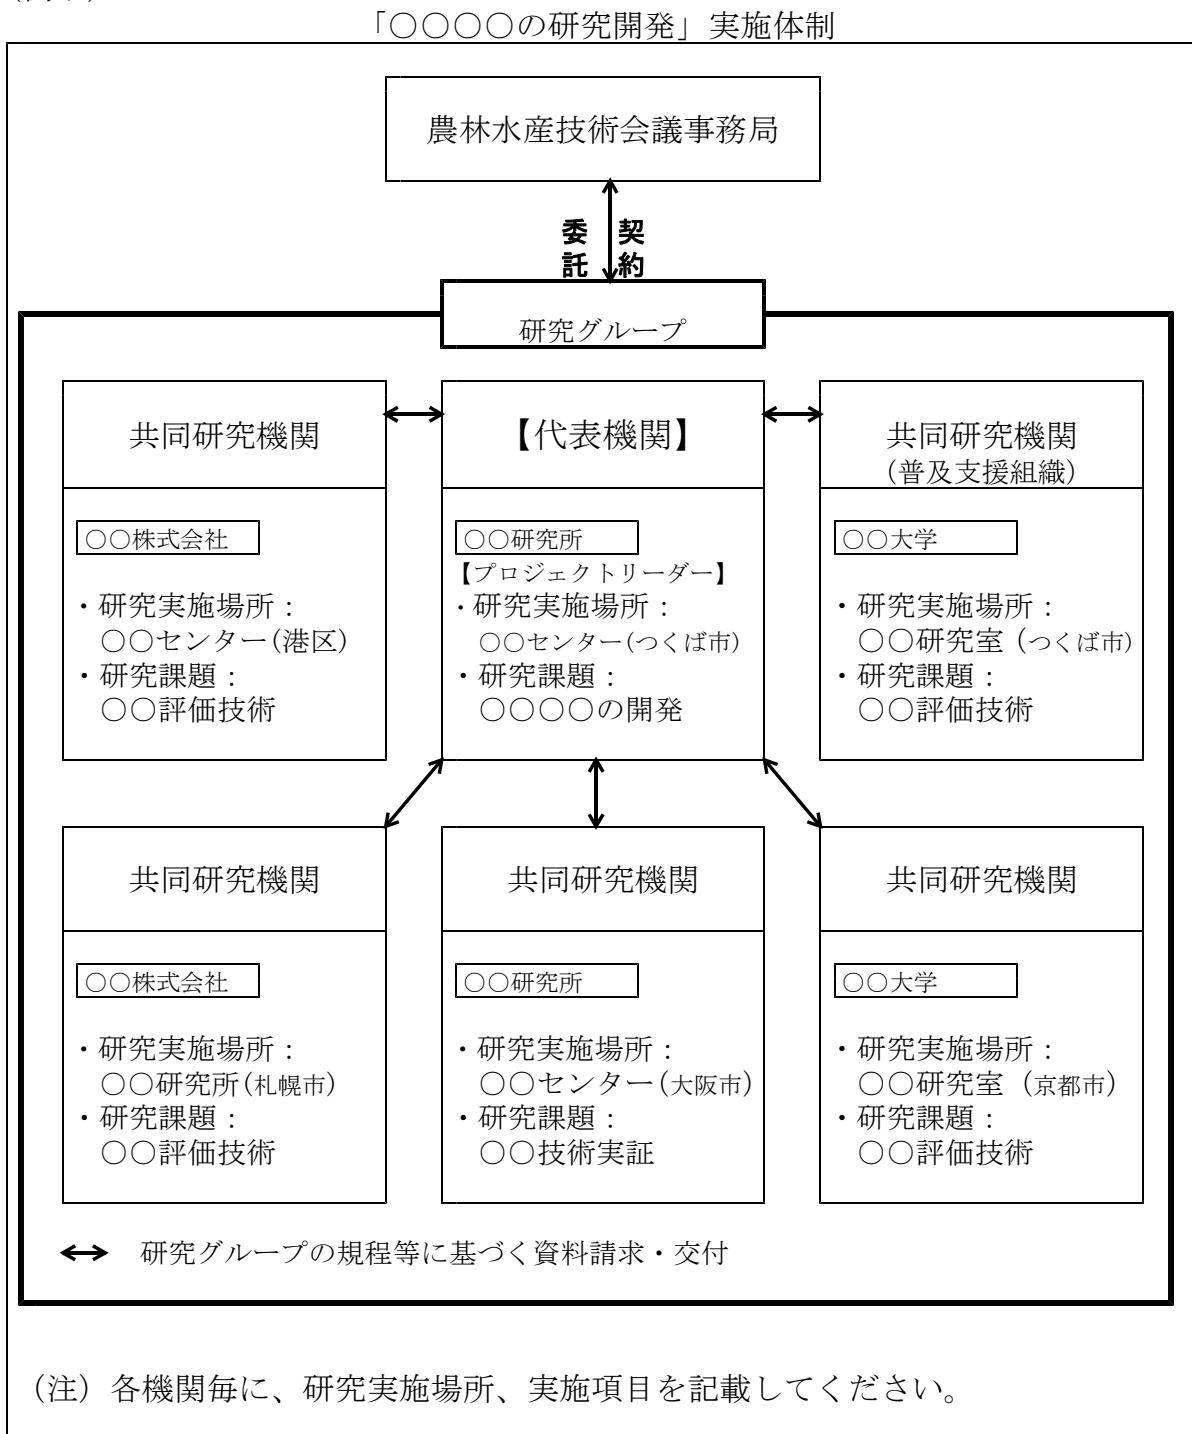 「○○○○の研究開発」実施体制
農林水産技術会議事務局
委 契
託 約
研究グループ
共同研究機関
○○株式会社
・研究実施場所：
○○センター(港区)
・研究課題：
○○評価技術
【代表機関】
○○研究所
【プロジェクトリーダー】
・研究実施場所：
○○センター(つくば市)
・研究課題：
○○○○の開発
共同研究機関
(普及支援組織)
○○大学
・研究実施場所：
○○研究室 (つくば市)
・研究課題：
○○評価技術
共同研究機関
○○株式会社
・研究実施場所：
○○研究所(札幌市)
・研究課題：
○○評価技術
共同研究機関
○○研究所
・研究実施場所：
○○センター(大阪市)
・研究課題：
○○技術実証
共同研究機関
○○大学
・研究実施場所：
○○研究室 (京都市)
・研究課題：
○○評価技術
研究グループの規程等に基づく資料請求・交付
(注) 各機関毎に、研究実施場所、実施項目を記載してください。